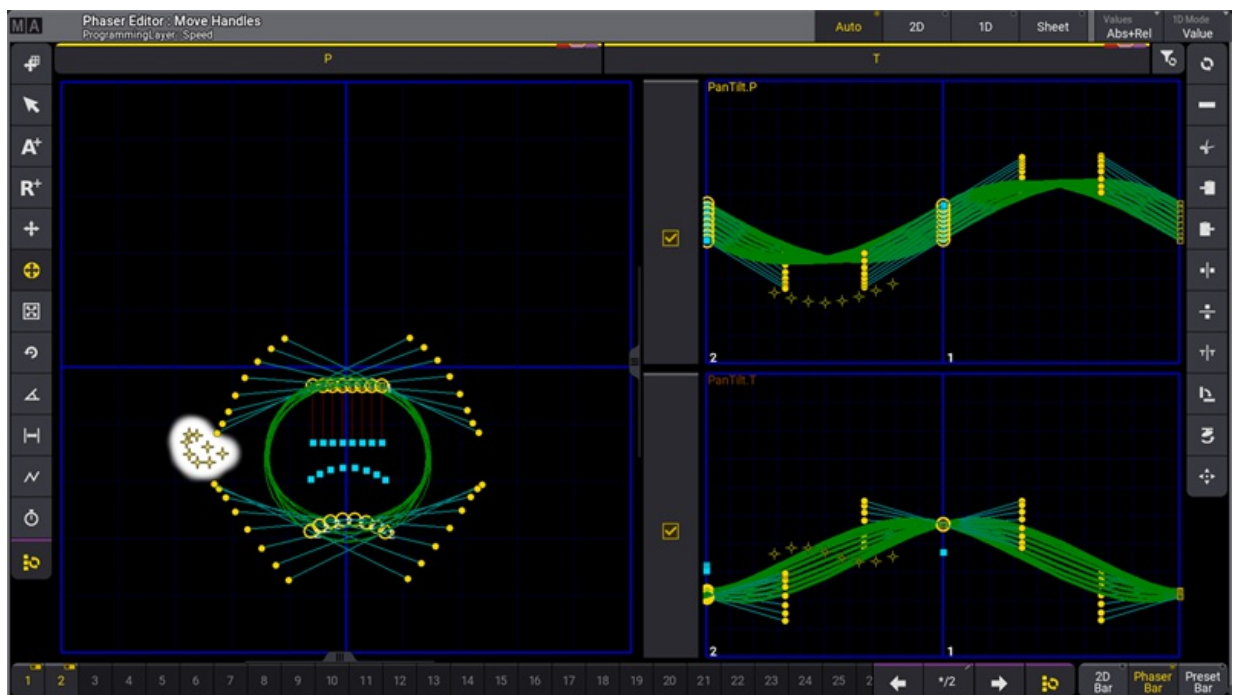 MA Phaser Editor : Move Handles
ProgrammingLayer: Speed
Auto 2D 1D Sheet
Values
Abs+Rel
1D Mode
Value
P T
A+
R+
PanTilt.P
2 1
PanTilt.T
2 1
1 2 3 4 5 6 7 8 9 10 11 12 13 14 15 16 17 18 19 20 21 22 23 24 25 2
*/2
2D Bar
Phaser Bar
Preset Bar